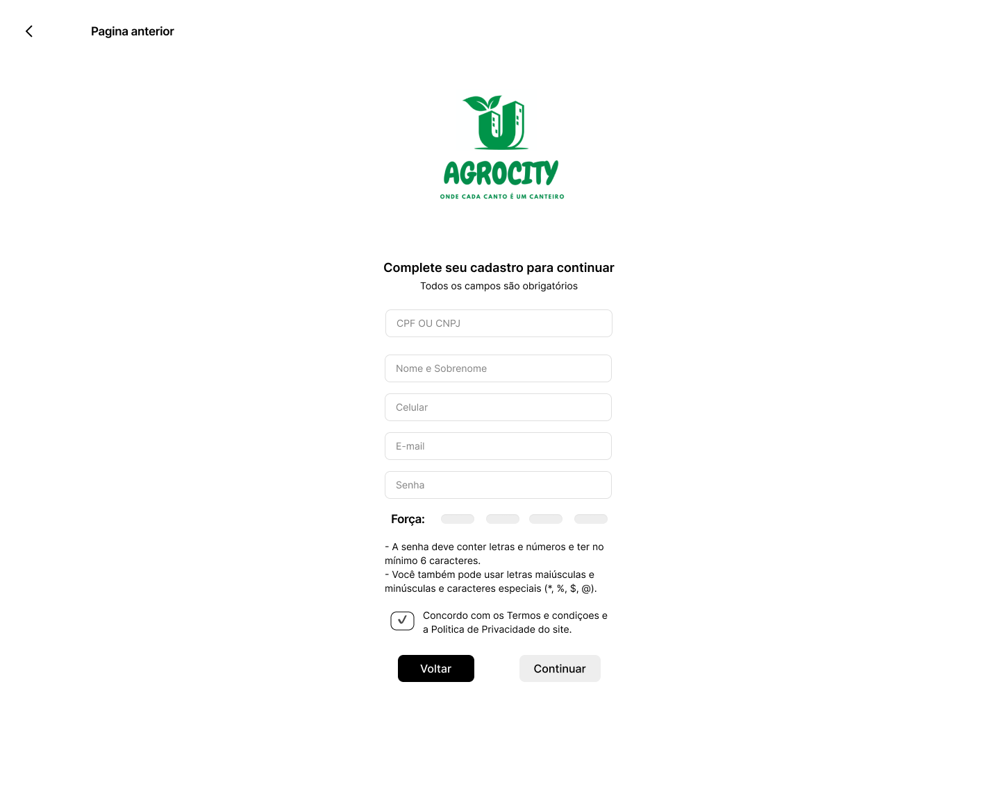 Pagina anterior
AGROCITY
ONDE CADA CANTO É UM CANTEIRO
Complete seu cadastro para continuar
Todos os campos são obrigatórios
CPF OU CNPJ
Nome e Sobrenome
Celular
E-mail
Senha
Força:
- A senha deve conter letras e números e ter no
mínimo 6 caracteres.
- Você também pode usar letras maiúsculas e
minúsculas e caracteres especiais (*, %, $, @).
Concordo com os Termos e condiçoes e
a Politica de Privacidade do site.
Voltar
Continuar